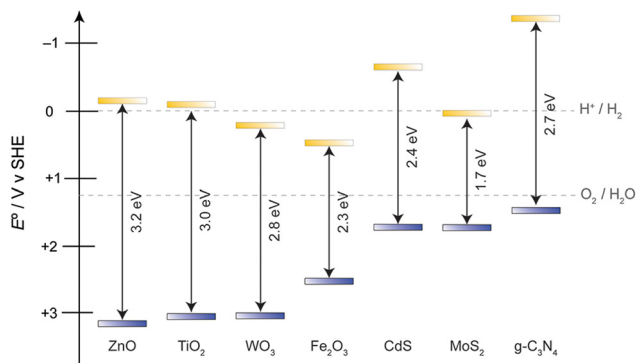 E⁰ / V v SHE
–1
0
+1
+2
+3
3.2 eV
3.0 eV
2.8 eV
2.3 eV
2.4 eV
1.7 eV
2.7 eV
H⁺ / H₂
O₂ / H₂O
ZnO TiO₂ WO₃ Fe₂O₃ CdS MoS₂ g-C₃N₄